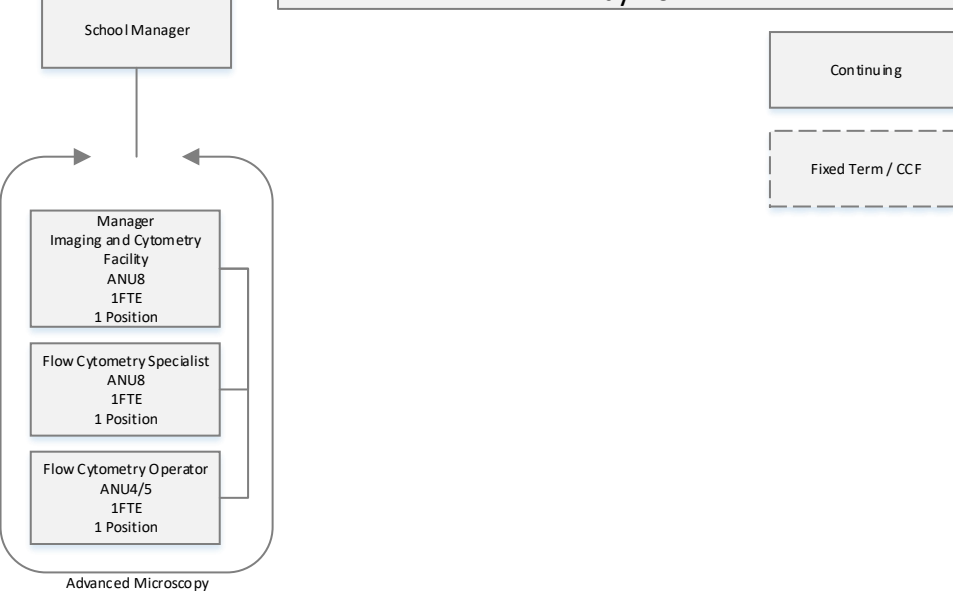 School Manager
Continuing
Fixed Term / CCF
Manager
Imaging and Cytometry
Facility
ANU8
1FTE
1 Position
Flow Cytometry Specialist
ANU8
1FTE
1 Position
Flow Cytometry Operator
ANU4/5
1FTE
1 Position
Advanced Microscopy